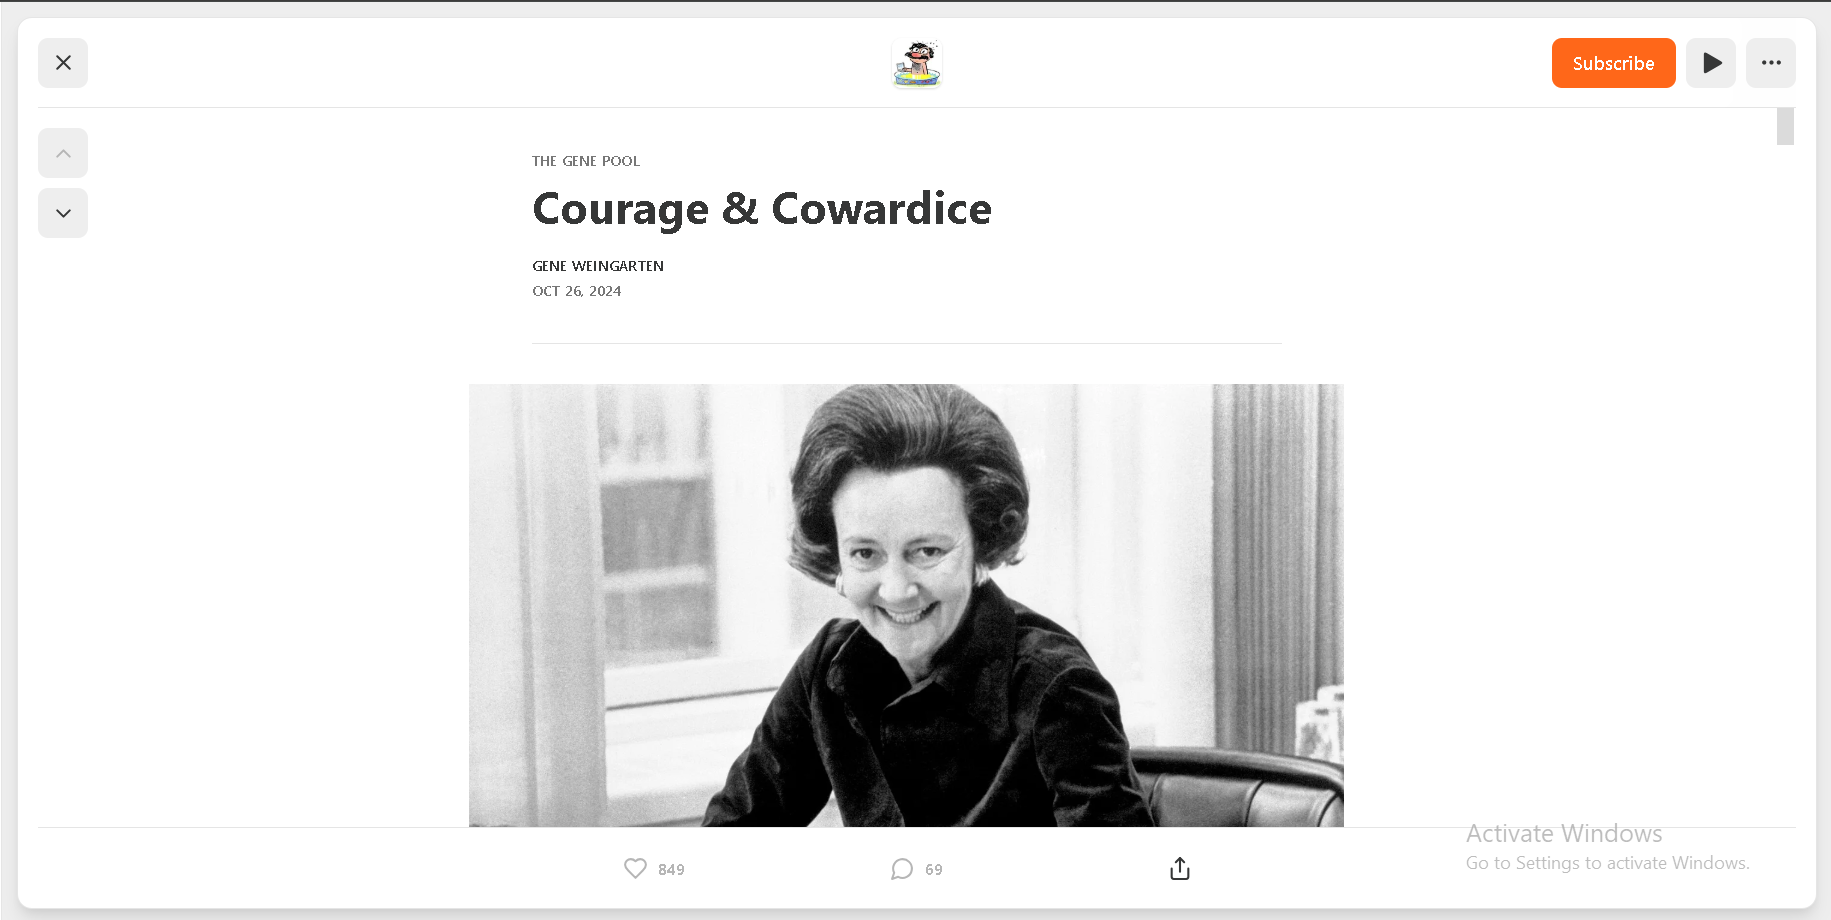 Subscribe
THE GENE POOL
Courage & Cowardice
GENE WEINGARTEN
OCT 26, 2024
849
69
Activate Windows
Go to Settings to activate Windows.